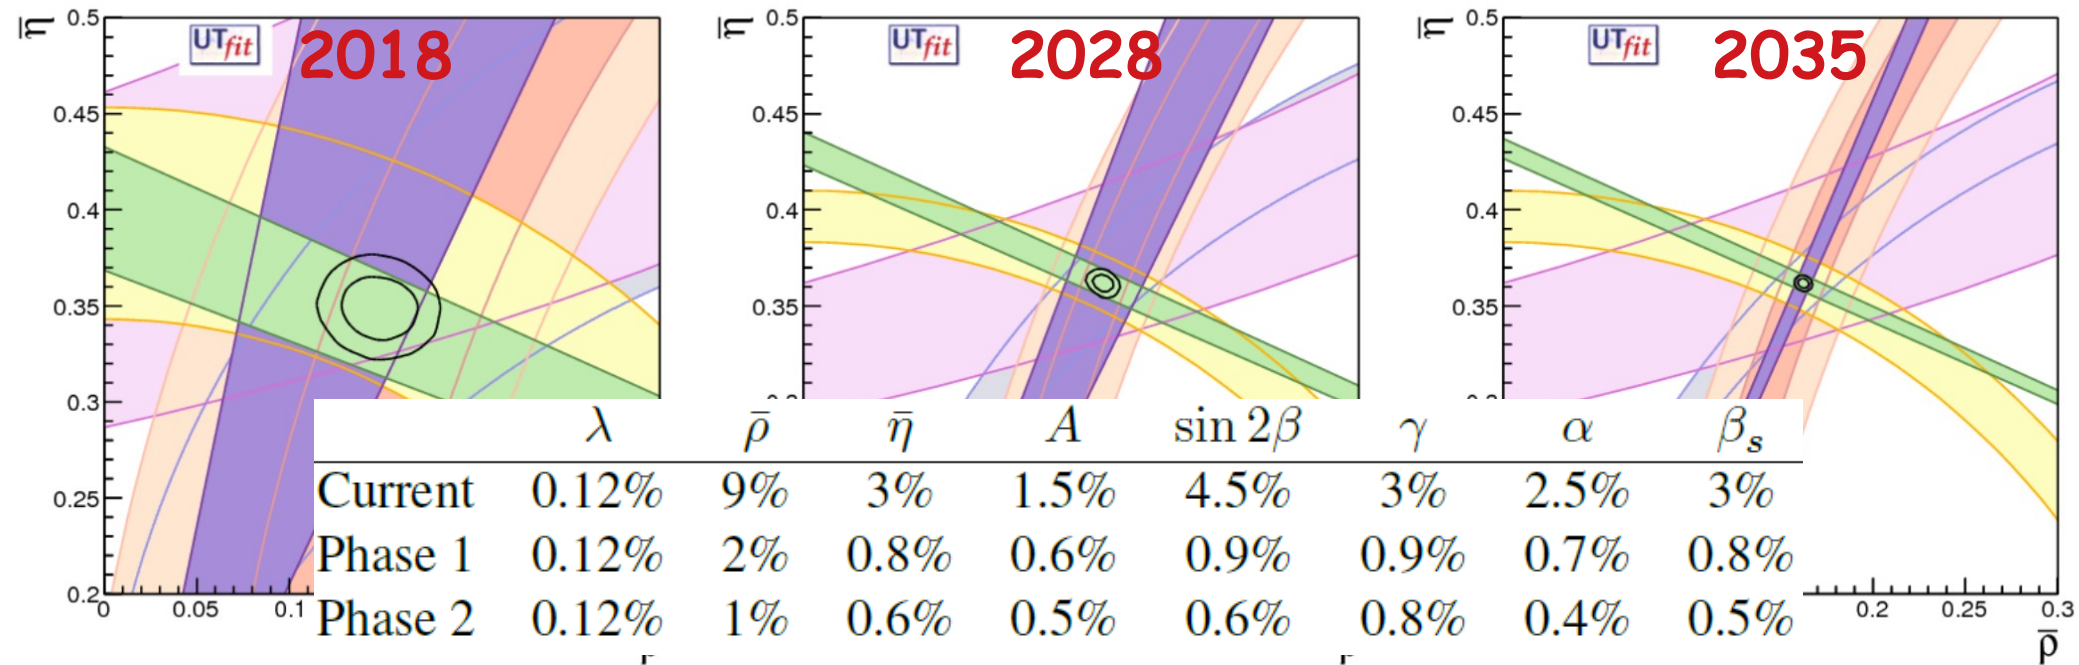 η̄ 0.5 UTfit 2018 η̄ 0.5 UTfit 2028 η̄ 0.5 UTfit 2035
0.45 0.45 0.45
0.4 0.4 0.4
0.35 0.35 0.35
0.3
λ ρ̄ η̄ A sin 2β γ α βs
Current 0.12% 9% 3% 1.5% 4.5% 3% 2.5% 3%
0.25
Phase 1 0.12% 2% 0.8% 0.6% 0.9% 0.9% 0.7% 0.8%
0.2
0 0.05 0.1 0.2 0.25 0.3
Phase 2 0.12% 1% 0.6% 0.5% 0.6% 0.8% 0.4% 0.5%
ρ̄